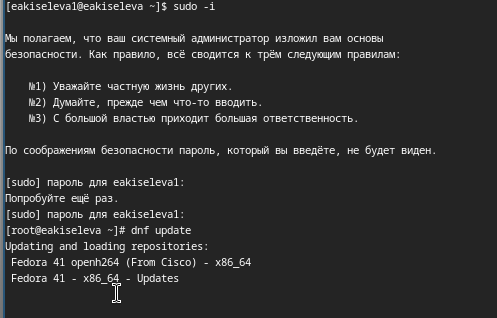 [eakiseleva1@eakiseleva ~]$ sudo -i
Мы полагаем, что ваш системный администратор изложил вам основы
безопасности. Как правило, всё сводится к трём следующим правилам:
№1) Уважайте частную жизнь других.
№2) Думайте, прежде чем что-то вводить.
№3) С большой властью приходит большая ответственность.
По соображениям безопасности пароль, который вы введёте, не будет виден.
[sudo] пароль для eakiseleva1:
Попробуйте ещё раз.
[sudo] пароль для eakiseleva1:
[root@eakiseleva ~]# dnf update
Updating and loading repositories:
Fedora 41 openh264 (From Cisco) - x86_64
Fedora 41 - x86_64 - Updates